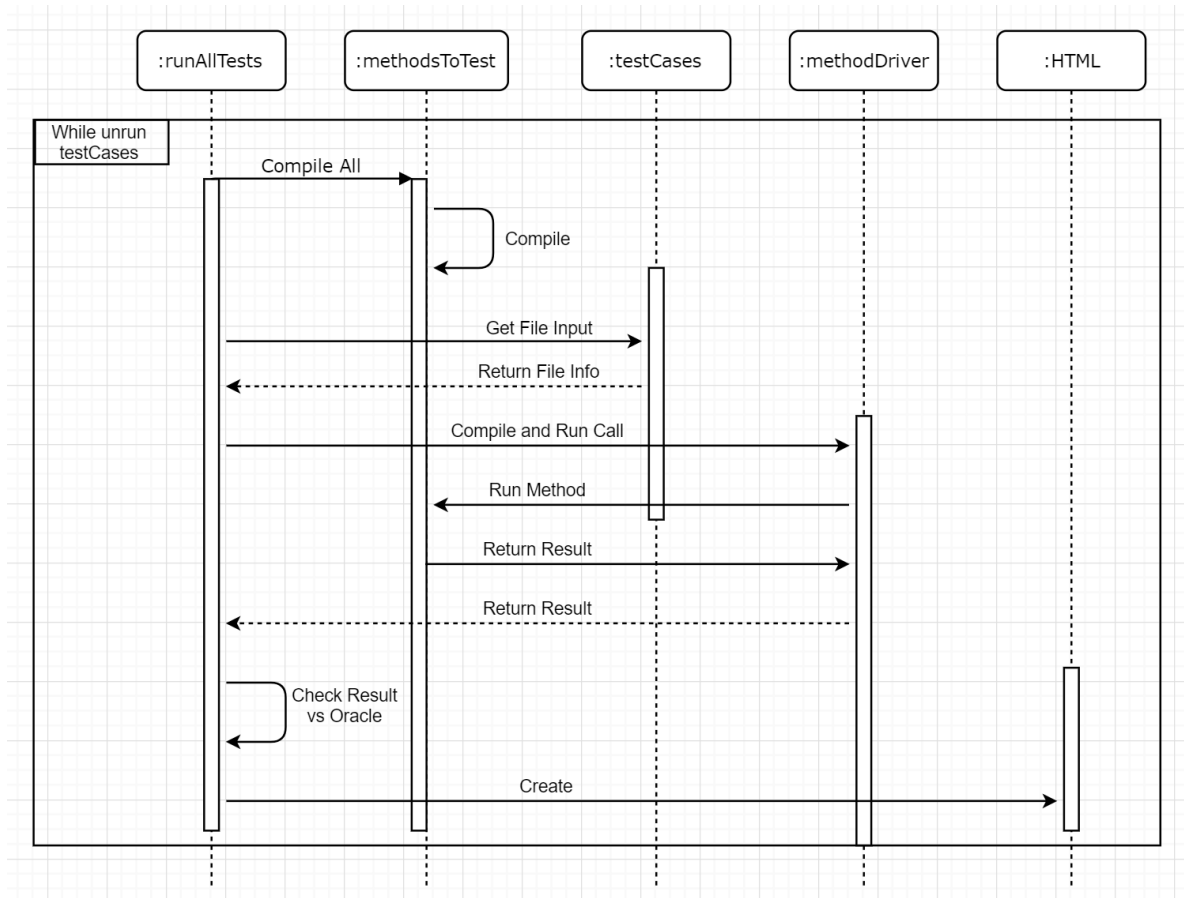 :runAllTests
:methodsToTest
:testCases
:methodDriver
:HTML
While unrun
testCases
Compile All
Compile
Get File Input
Return File Info
Compile and Run Call
Run Method
Return Result
Return Result
Check Result
vs Oracle
Create